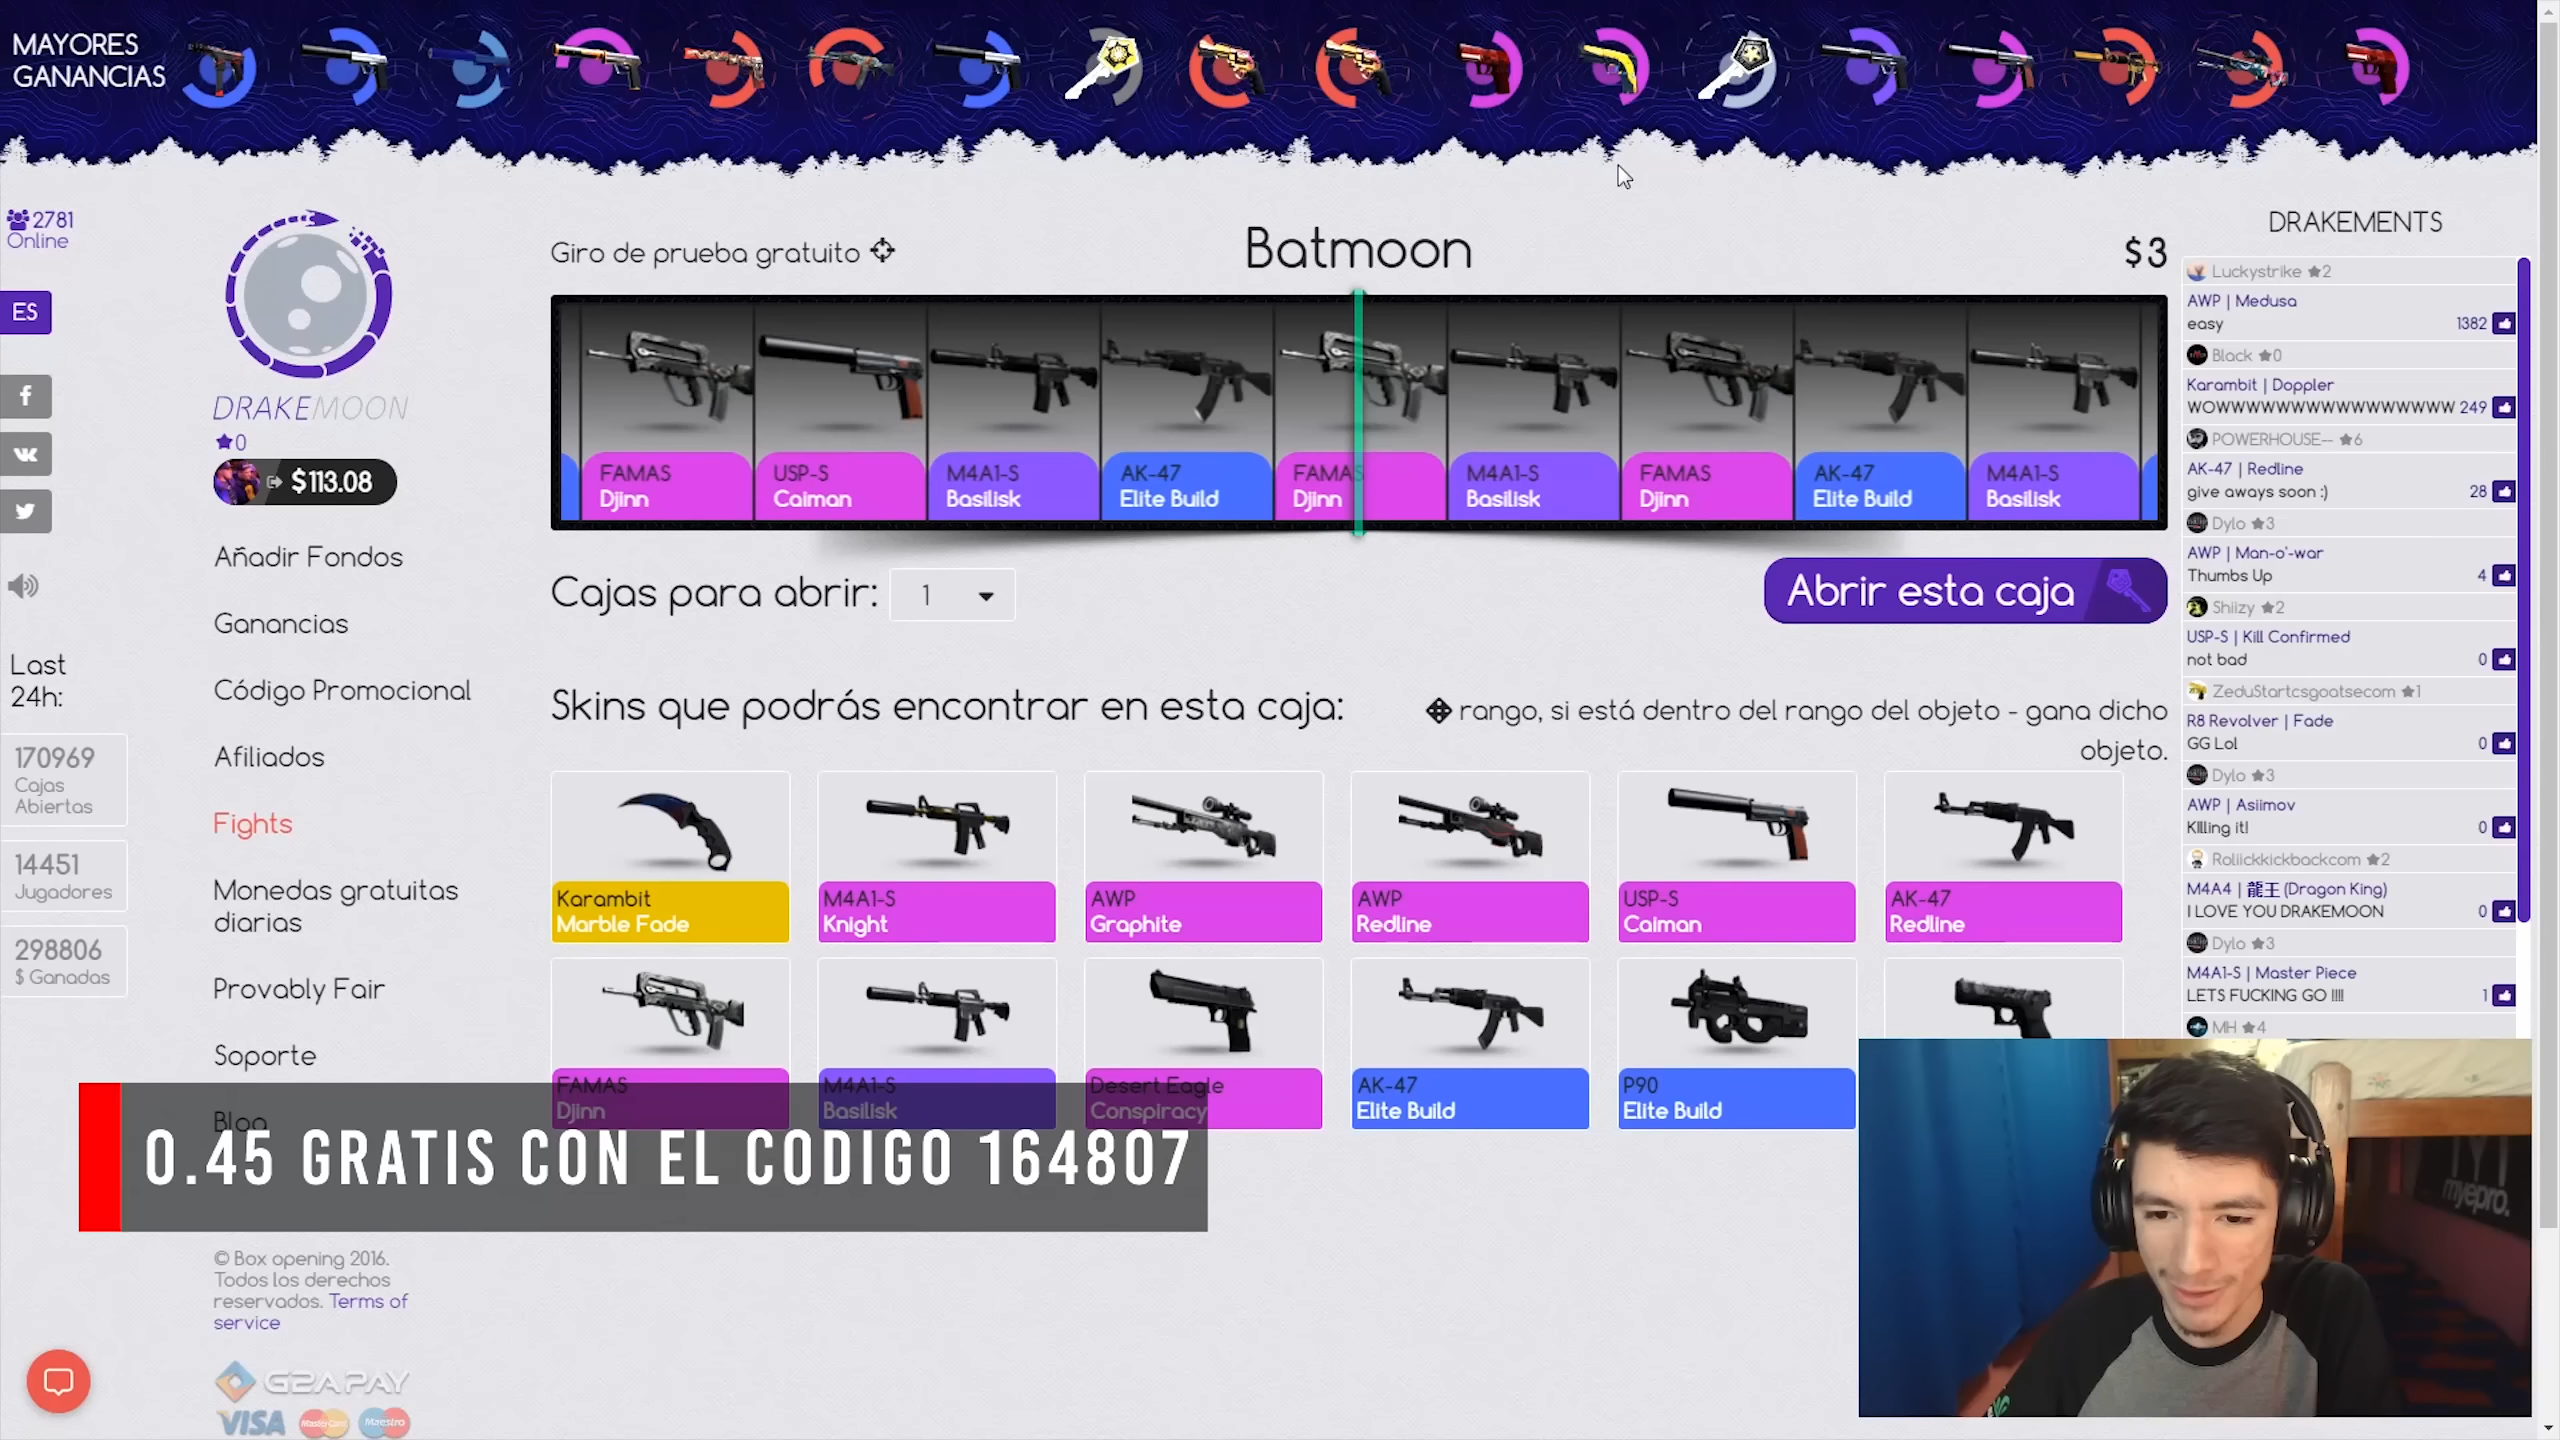 MAYORES
GANANCIAS
2781
Online
ES
DRAKEMOON
0
$113.08
Añadir Fondos
Ganancias
Código Promocional
Afiliados
Fights
Monedas gratuitas
diarias
Provably Fair
Soporte
Blog
Last
24h:
170969
Cajas
Abiertas
14451
Jugadores
298806
$ Ganadas
Giro de prueba gratuito
Batmoon
$3
FAMAS
Djinn
USP-S
Caiman
M4A1-S
Basilisk
AK-47
Elite Build
FAMAS
Djinn
M4A1-S
Basilisk
FAMAS
Djinn
AK-47
Elite Build
M4A1-S
Basilisk
Cajas para abrir: 1
Abrir esta caja
Skins que podrás encontrar en esta caja:
rango, si está dentro del rango del objeto - gana dicho
objeto.
Karambit
Marble Fade
M4A1-S
Knight
AWP
Graphite
AWP
Redline
USP-S
Caiman
AK-47
Redline
FAMAS
Djinn
M4A1-S
Basilisk
Desert Eagle
Conspiracy
AK-47
Elite Build
P90
Elite Build
0.45 GRATIS CON EL CODIGO 164807
© Box opening 2016.
Todos los derechos
reservados. Terms of
service
G2A PAY
VISA MasterCard Maestro
DRAKEMENTS
Luckystrike 2
AWP | Medusa
easy 1382
Black 0
Karambit | Doppler
WOWWWWWWWWWWWWWWWW 249
POWERHOUSE-- 6
AK-47 | Redline
give aways soon :) 28
Dylo 3
AWP | Man-o'-war
Thumbs Up 4
Shiizy 2
USP-S | Kill Confirmed
not bad 0
ZeduStartcsgoatsecom 1
R8 Revolver | Fade
GG Lol 0
Dylo 3
AWP | Asiimov
KIlling it! 0
Roliickkickbackcom 2
M4A4 | 龍王 (Dragon King)
I LOVE YOU DRAKEMOON 0
Dylo 3
M4A1-S | Master Piece
LETS FUCKING GO !!!! 1
MH 4
myepro.